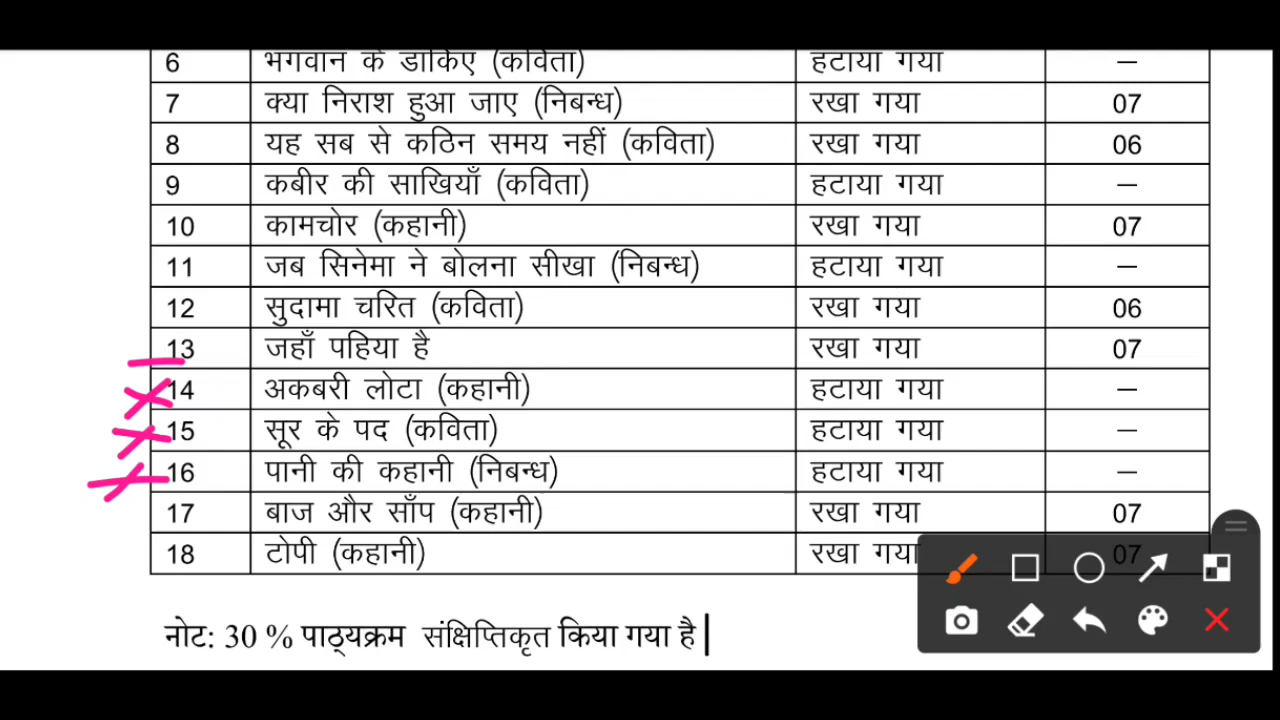 6 भगवान के डाकिए (कविता) हटाया गया —
7 क्या निराश हुआ जाए (निबन्ध) रखा गया 07
8 यह सब से कठिन समय नहीं (कविता) रखा गया 06
9 कबीर की साखियाँ (कविता) हटाया गया —
10 कामचोर (कहानी) रखा गया 07
11 जब सिनेमा ने बोलना सीखा (निबन्ध) हटाया गया —
12 सुदामा चरित (कविता) रखा गया 06
13 जहाँ पहिया है रखा गया 07
14 अकबरी लोटा (कहानी) हटाया गया —
15 सूर के पद (कविता) हटाया गया —
16 पानी की कहानी (निबन्ध) हटाया गया —
17 बाज और साँप (कहानी) रखा गया 07
18 टोपी (कहानी) रखा गया 07
नोट: 30 % पाठ्यक्रम संक्षिप्तिकृत किया गया है |